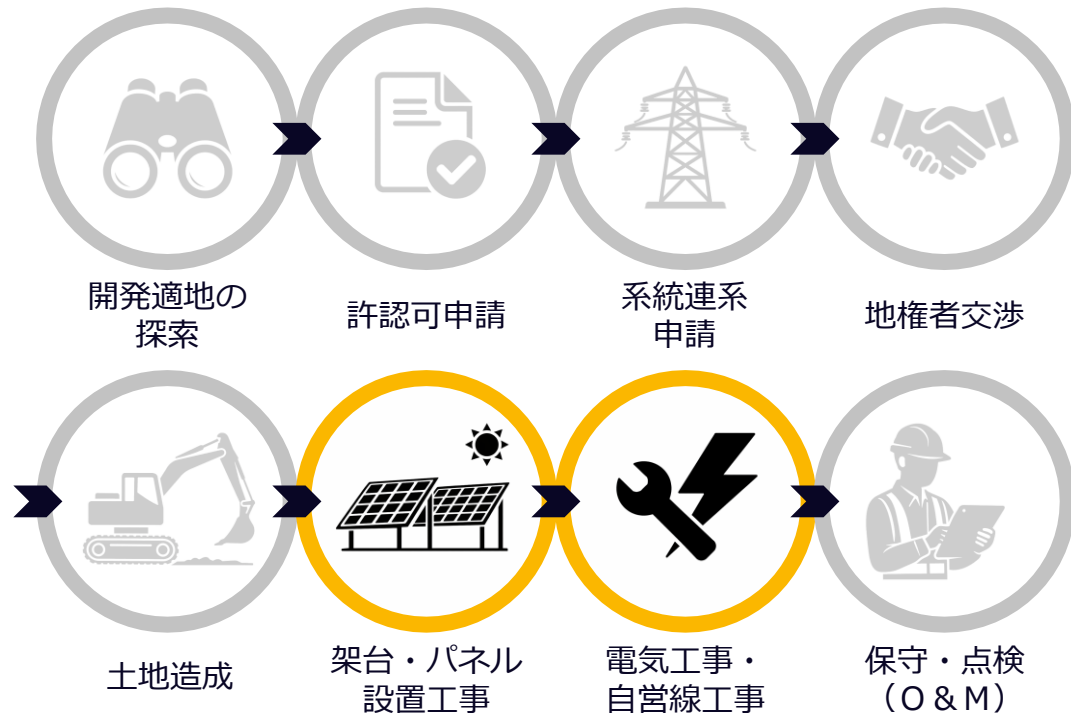 開発適地の
探索
許認可申請
系統連系
申請
地権者交渉
土地造成
架台・パネル
設置工事
電気工事・
自営線工事
保守・点検
（O＆M）